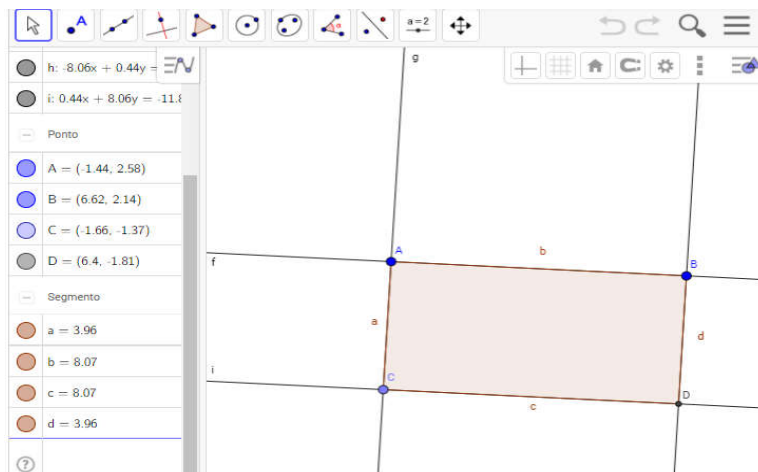 A
a=2
h: -8.06x + 0.44y =
i: 0.44x + 8.06y = -11.8
Ponto
A = (-1.44, 2.58)
B = (6.62, 2.14)
C = (-1.66, -1.37)
D = (6.4, -1.81)
Segmento
a = 3.96
b = 8.07
c = 8.07
d = 3.96
?
g
A
b
B
f
a
d
i
C
c
D